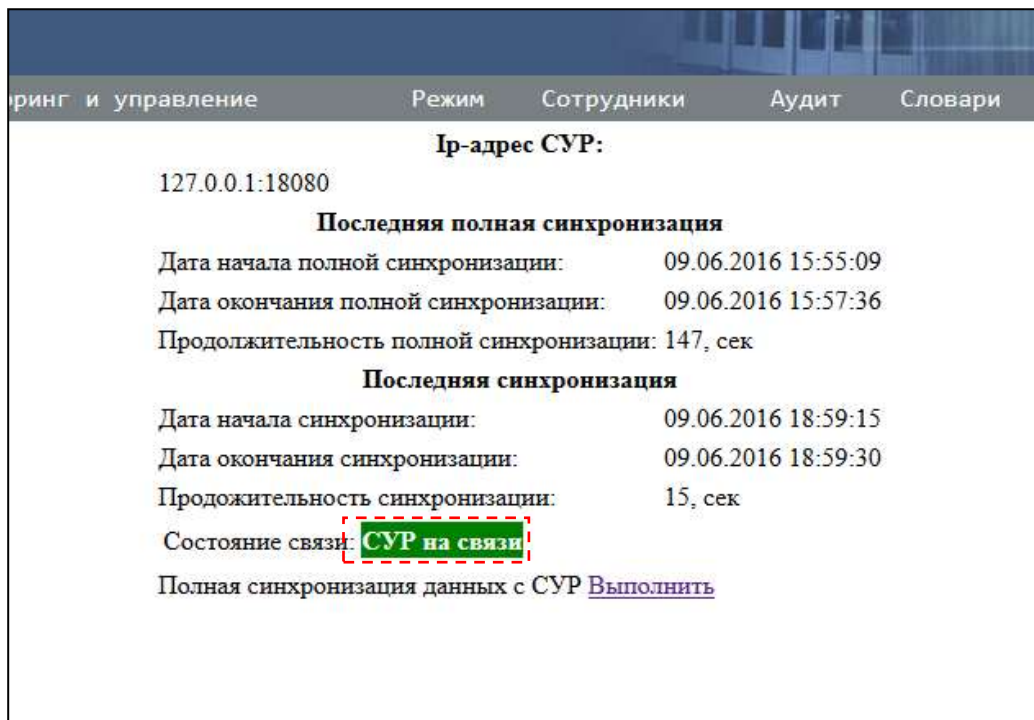 оринг и управление Режим Сотрудники Аудит Словари
Ip-адрес СУР:
127.0.0.1:18080
Последняя полная синхронизация
Дата начала полной синхронизации: 09.06.2016 15:55:09
Дата окончания полной синхронизации: 09.06.2016 15:57:36
Продолжительность полной синхронизации: 147, сек
Последняя синхронизация
Дата начала синхронизации: 09.06.2016 18:59:15
Дата окончания синхронизации: 09.06.2016 18:59:30
Продожительность синхронизации: 15, сек
Состояние связи: СУР на связи
Полная синхронизация данных с СУР Выполнить